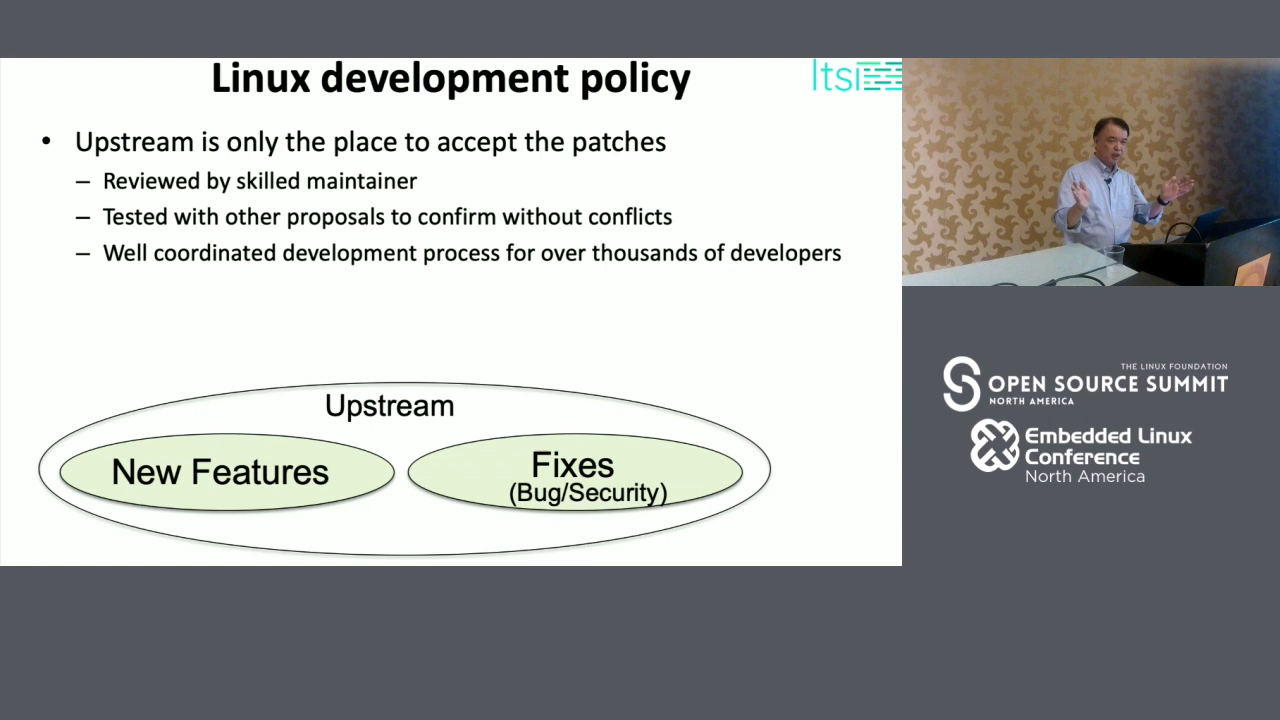 Linux development policy
ltsi
• Upstream is only the place to accept the patches
– Reviewed by skilled maintainer
– Tested with other proposals to confirm without conflicts
– Well coordinated development process for over thousands of developers
Upstream
New Features
Fixes
(Bug/Security)
THE LINUX FOUNDATION
OPEN SOURCE SUMMIT
NORTH AMERICA
Embedded Linux
Conference
North America